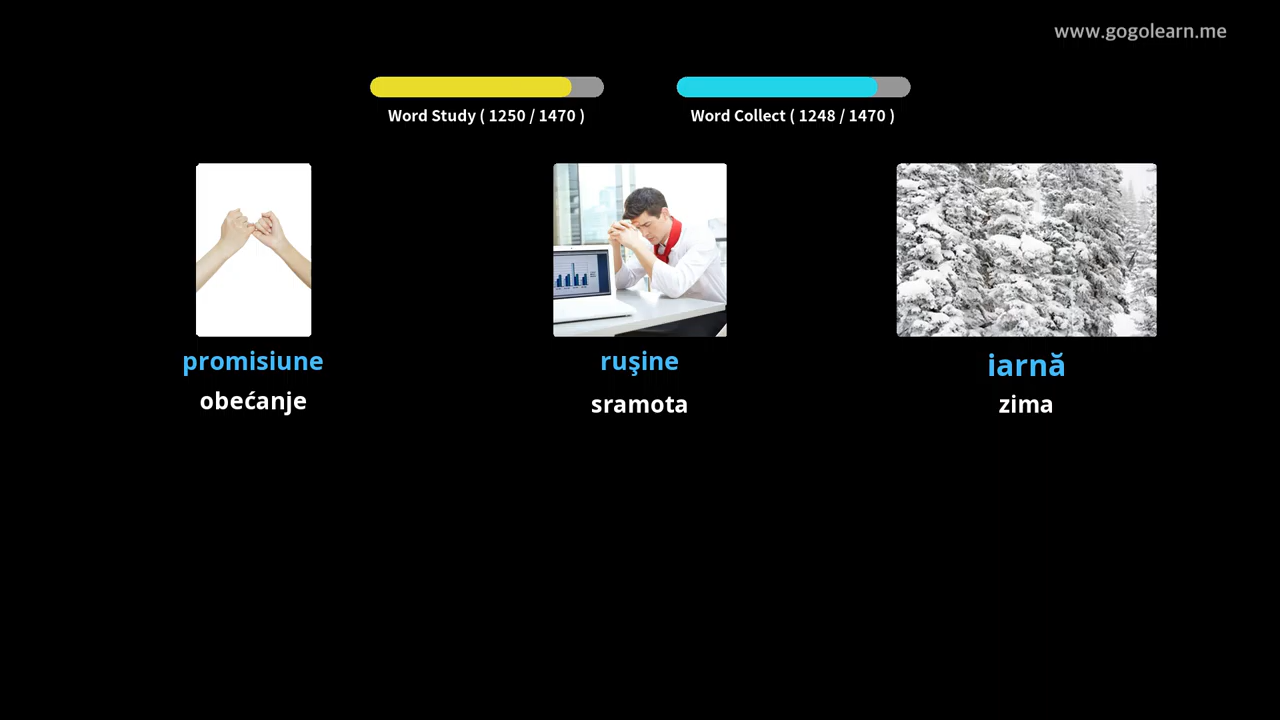 www.gogolearn.me
Word Study ( 1250 / 1470 )
Word Collect ( 1248 / 1470 )
promisiune
obećanje
ruşine
sramota
iarnă
zima